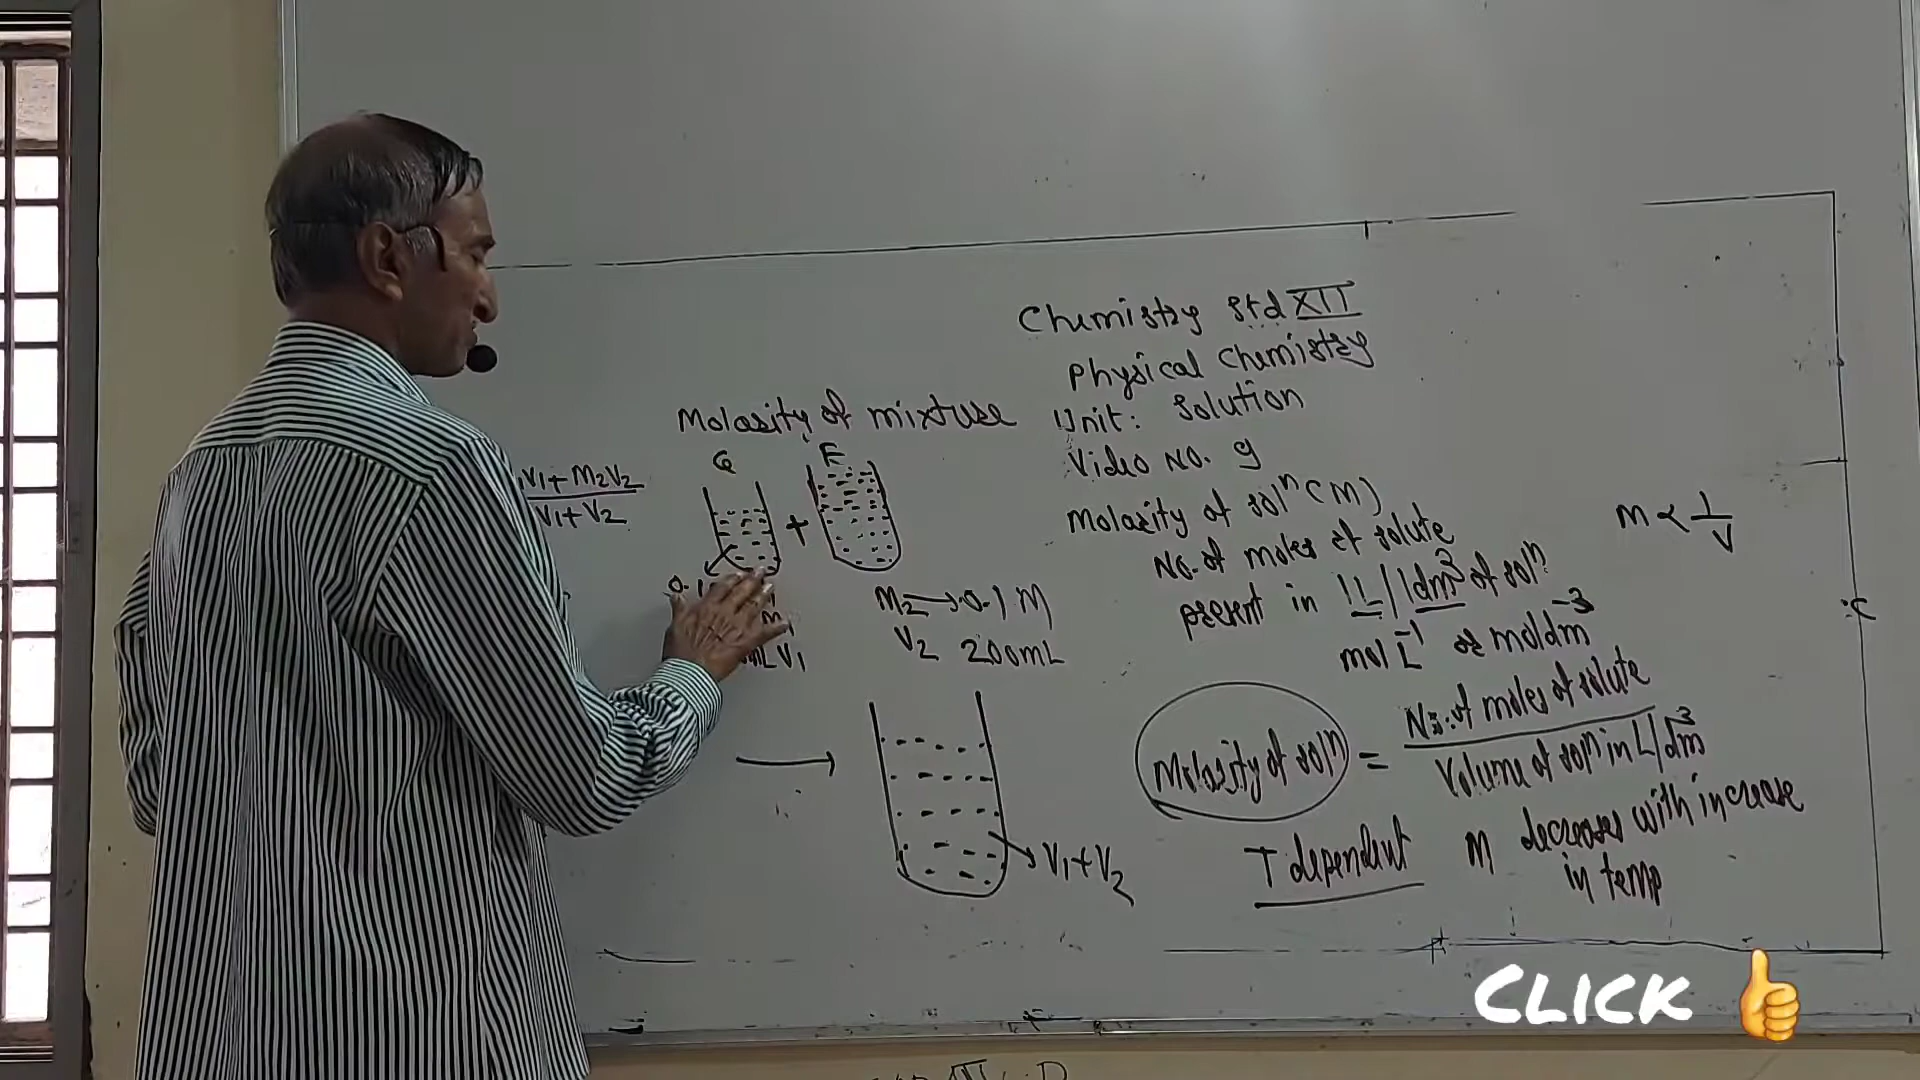 Chemistry std XII
Physical Chemistry
Unit: Solution
Video No. 9
Molarity of mixture
G
F
V1 + M2V2
V1 + V2
+
M2 → 0.1 M
V2 200mL
mL V1
V1 + V2
Molarity of solⁿ (M)
No. of moles of solute
present in 1L/1dm³ of solⁿ
mol L⁻¹ or moldm⁻³
Molarity of solⁿ = No. of moles of solute
Volume of solⁿ in L/dm³
T dependent M decreases with increase
in temp
M ∝ 1/V
°C
CLICK 👍